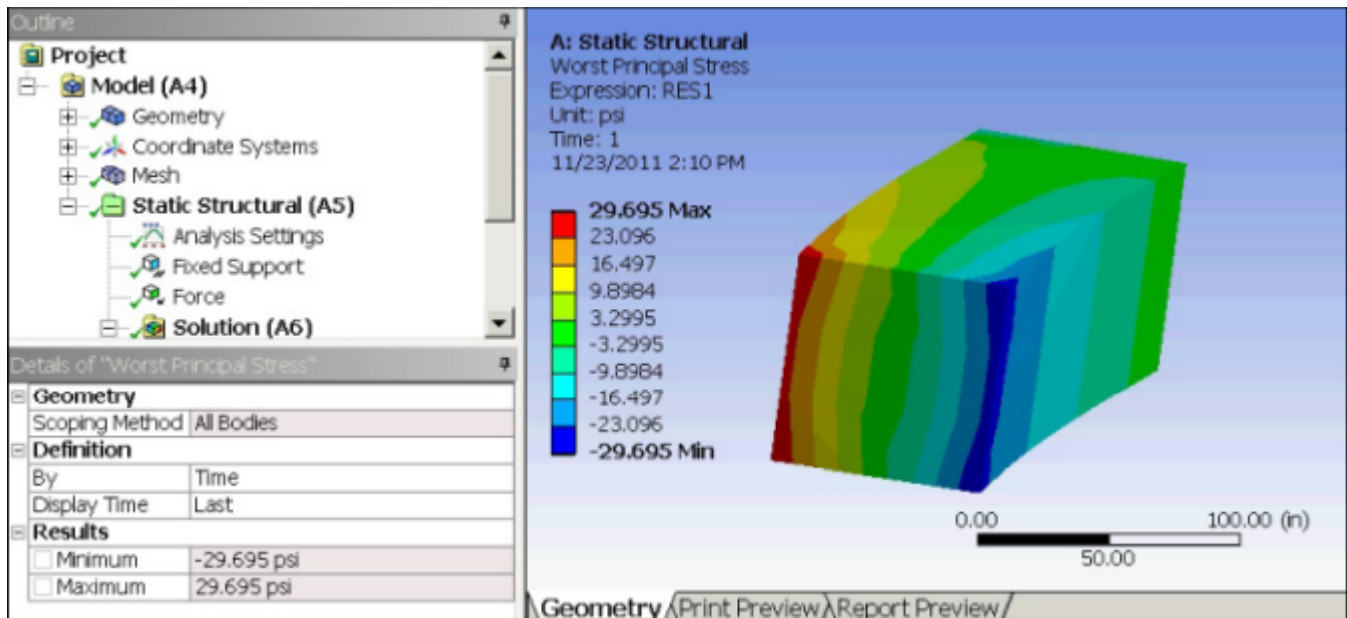 Outline
Project
Model (A4)
Geometry
Coordinate Systems
Mesh
Static Structural (A5)
Analysis Settings
Fixed Support
Force
Solution (A6)
Details of "Worst Principal Stress"
Geometry
Scoping Method All Bodies
Definition
By Time
Display Time Last
Results
Minimum -29.695 psi
Maximum 29.695 psi
A: Static Structural
Worst Principal Stress
Expression: RES1
Unit: psi
Time: 1
11/23/2011 2:10 PM
29.695 Max
23.096
16.497
9.8984
3.2995
-3.2995
-9.8984
-16.497
-23.096
-29.695 Min
0.00 100.00 (in)
50.00
Geometry Print Preview Report Preview